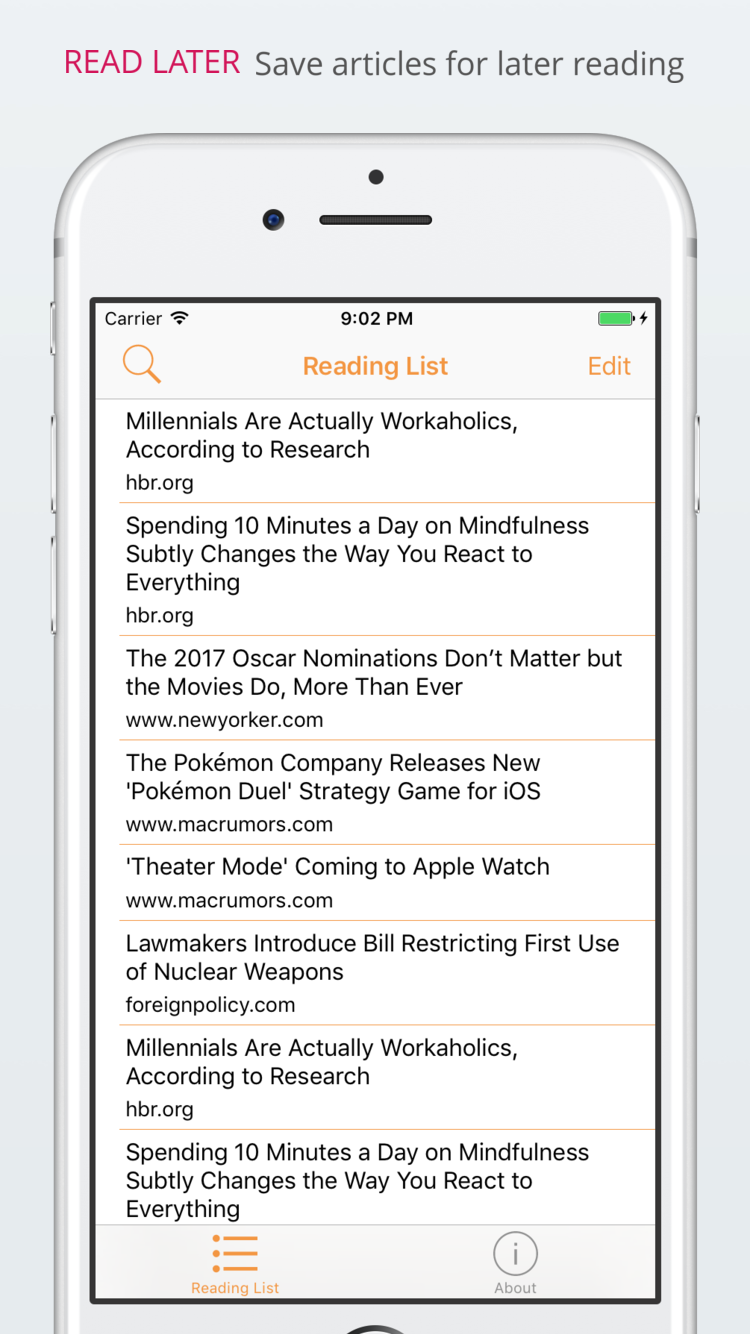 READ LATER Save articles for later reading
Carrier 9:02 PM
Reading List Edit
Millennials Are Actually Workaholics,
According to Research
hbr.org
Spending 10 Minutes a Day on Mindfulness
Subtly Changes the Way You React to
Everything
hbr.org
The 2017 Oscar Nominations Don’t Matter but
the Movies Do, More Than Ever
www.newyorker.com
The Pokémon Company Releases New
'Pokémon Duel' Strategy Game for iOS
www.macrumors.com
'Theater Mode' Coming to Apple Watch
www.macrumors.com
Lawmakers Introduce Bill Restricting First Use
of Nuclear Weapons
foreignpolicy.com
Millennials Are Actually Workaholics,
According to Research
hbr.org
Spending 10 Minutes a Day on Mindfulness
Subtly Changes the Way You React to
Everything
Reading List About